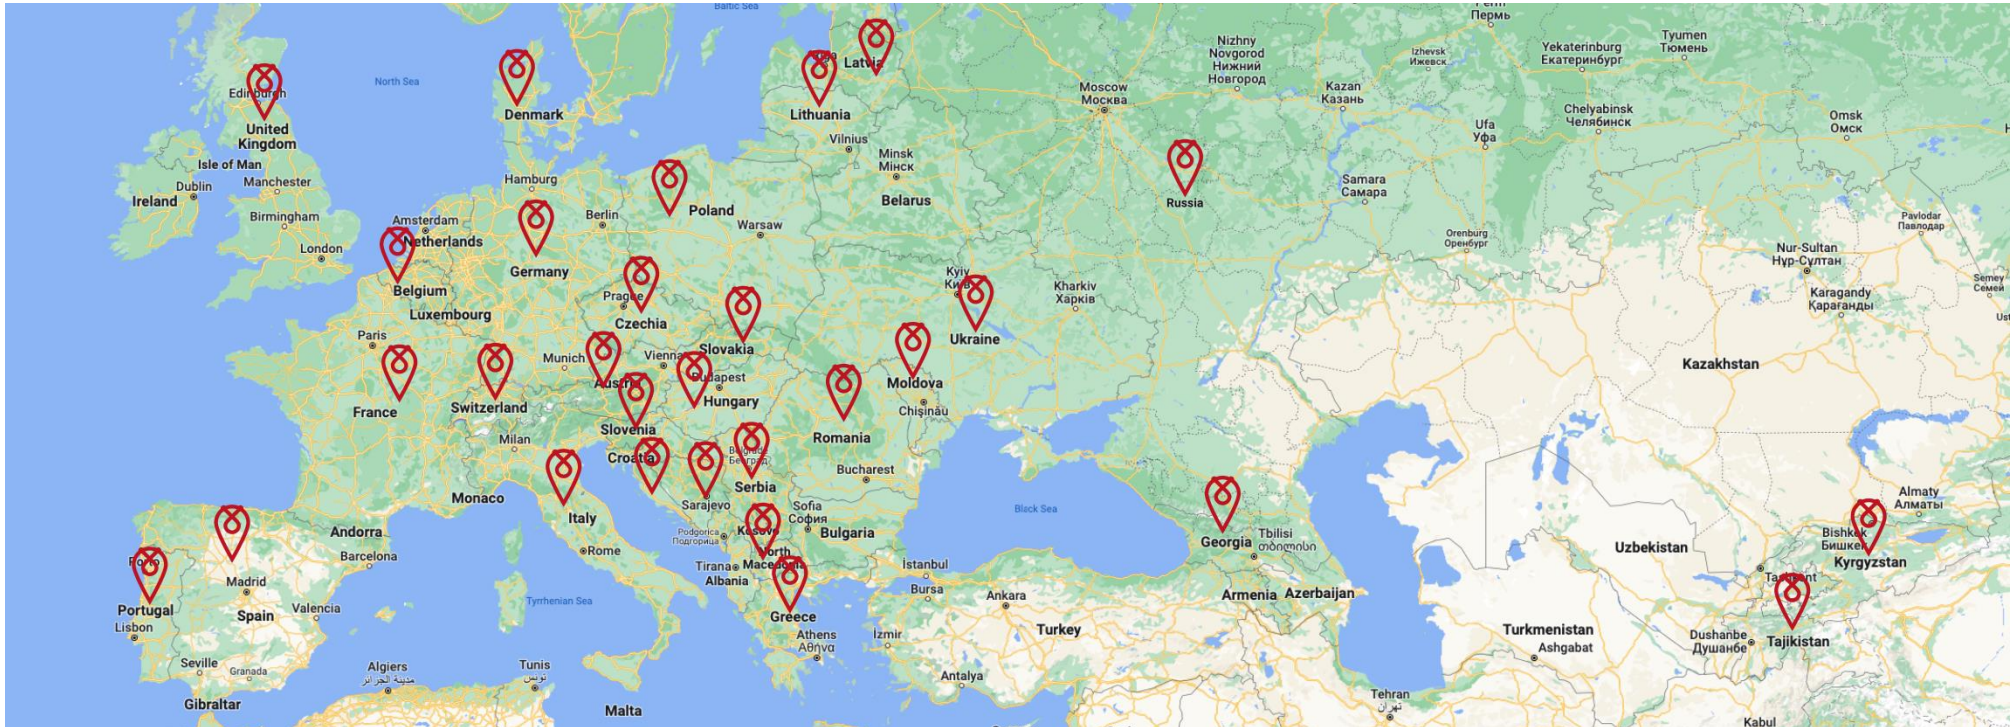 Baltic Sea
Perm
Пермь
Tyumen
Тюмень
Nizhny
Novgorod
Нижний
Новгород
Izhevsk
Ижевск
Yekaterinburg
Екатеринбург
North Sea
Latvia
Edinburgh
Moscow
Москва
Kazan
Казань
Chelyabinsk
Челябинск
Omsk
Омск
Denmark
Lithuania
Ufa
Уфа
United
Kingdom
Vilnius
Isle of Man
Minsk
Мінск
Dublin
Manchester
Hamburg
Samara
Самара
Ireland
Belarus
Russia
Poland
Birmingham
Amsterdam
Berlin
Warsaw
Pavlodar
Павлодар
Netherlands
Orenburg
Оренбург
London
Nur-Sultan
Нұр-Сұлтан
Germany
Kyiv
Київ
Kharkiv
Харків
Semey
Семей
Belgium
Prague
Karagandy
Қарағанды
Luxembourg
Czechia
Ust
Paris
Ukraine
Slovakia
Munich
Vienna
Kazakhstan
Austria
Budapest
Moldova
France
Switzerland
Hungary
Chișinău
Slovenia
Romania
Milan
Croatia
Belgrade
Београд
Bucharest
Serbia
Monaco
Almaty
Алматы
Sarajevo
Sofia
София
Black Sea
Italy
Andorra
Kosovo
Bulgaria
Podgorica
Подгорица
Tbilisi
თბილისი
Georgia
Bishkek
Бишкек
Rome
Barcelona
North
Macedonia
Uzbekistan
Kyrgyzstan
Porto
Tirana
Albania
İstanbul
Tashkent
Madrid
Bursa
Ankara
Armenia
Azerbaijan
Tyrrhenian Sea
Portugal
Spain
Valencia
Greece
Lisbon
Athens
Αθήνα
İzmir
Turkey
Turkmenistan
Dushanbe
Душанбе
Tajikistan
Ashgabat
Seville
Granada
Algiers
مدينة الجزائر
Tunis
تونس
Antalya
Gibraltar
Malta
Tehran
تهران
Kabul